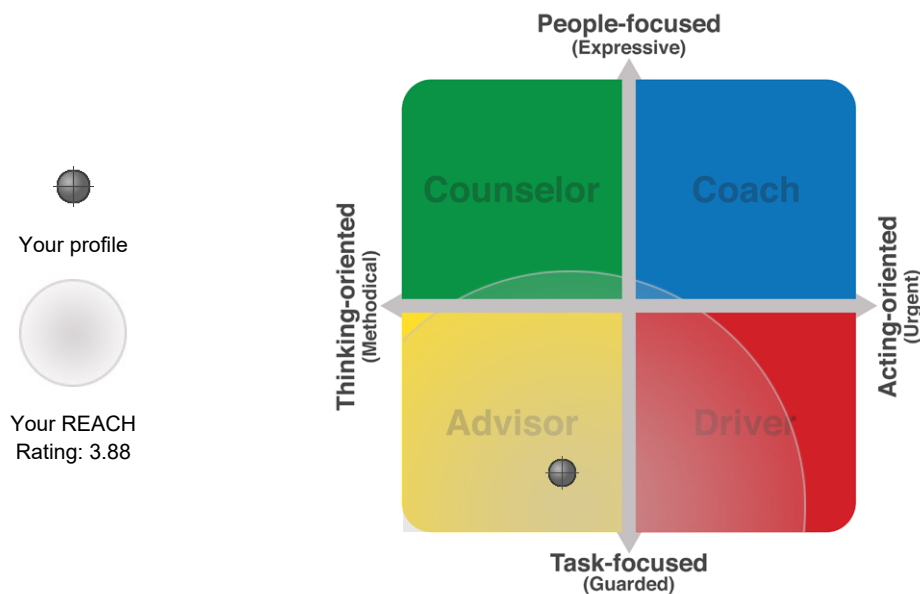 People-focused
(Expressive)
Counselor
Coach
Your profile
Thinking-oriented
(Methodical)
Acting-oriented
(Urgent)
Your REACH
Rating: 3.88
Advisor
Driver
Task-focused
(Guarded)